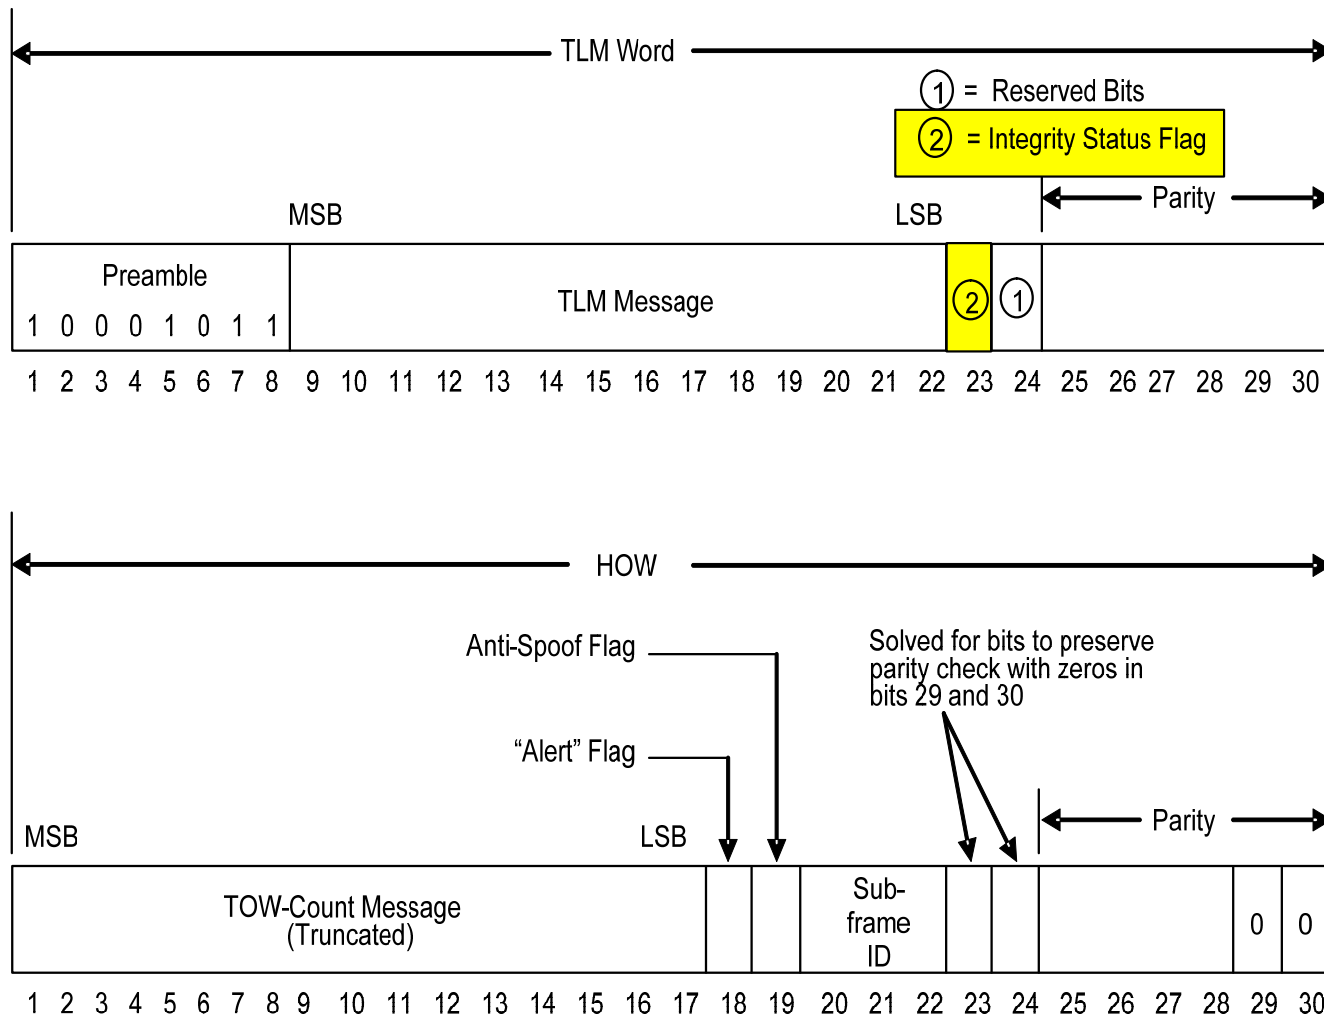 TLM Word
1 = Reserved Bits
2 = Integrity Status Flag
Parity
MSB
LSB
Preamble
1 0 0 0 1 0 1 1
TLM Message
2
1
1 2 3 4 5 6 7 8 9 10 11 12 13 14 15 16 17 18 19 20 21 22 23 24 25 26 27 28 29 30
HOW
Anti-Spoof Flag
Solved for bits to preserve
parity check with zeros in
bits 29 and 30
“Alert” Flag
Parity
MSB
LSB
TOW-Count Message
(Truncated)
Sub-
frame
ID
0 0
1 2 3 4 5 6 7 8 9 10 11 12 13 14 15 16 17 18 19 20 21 22 23 24 25 26 27 28 29 30